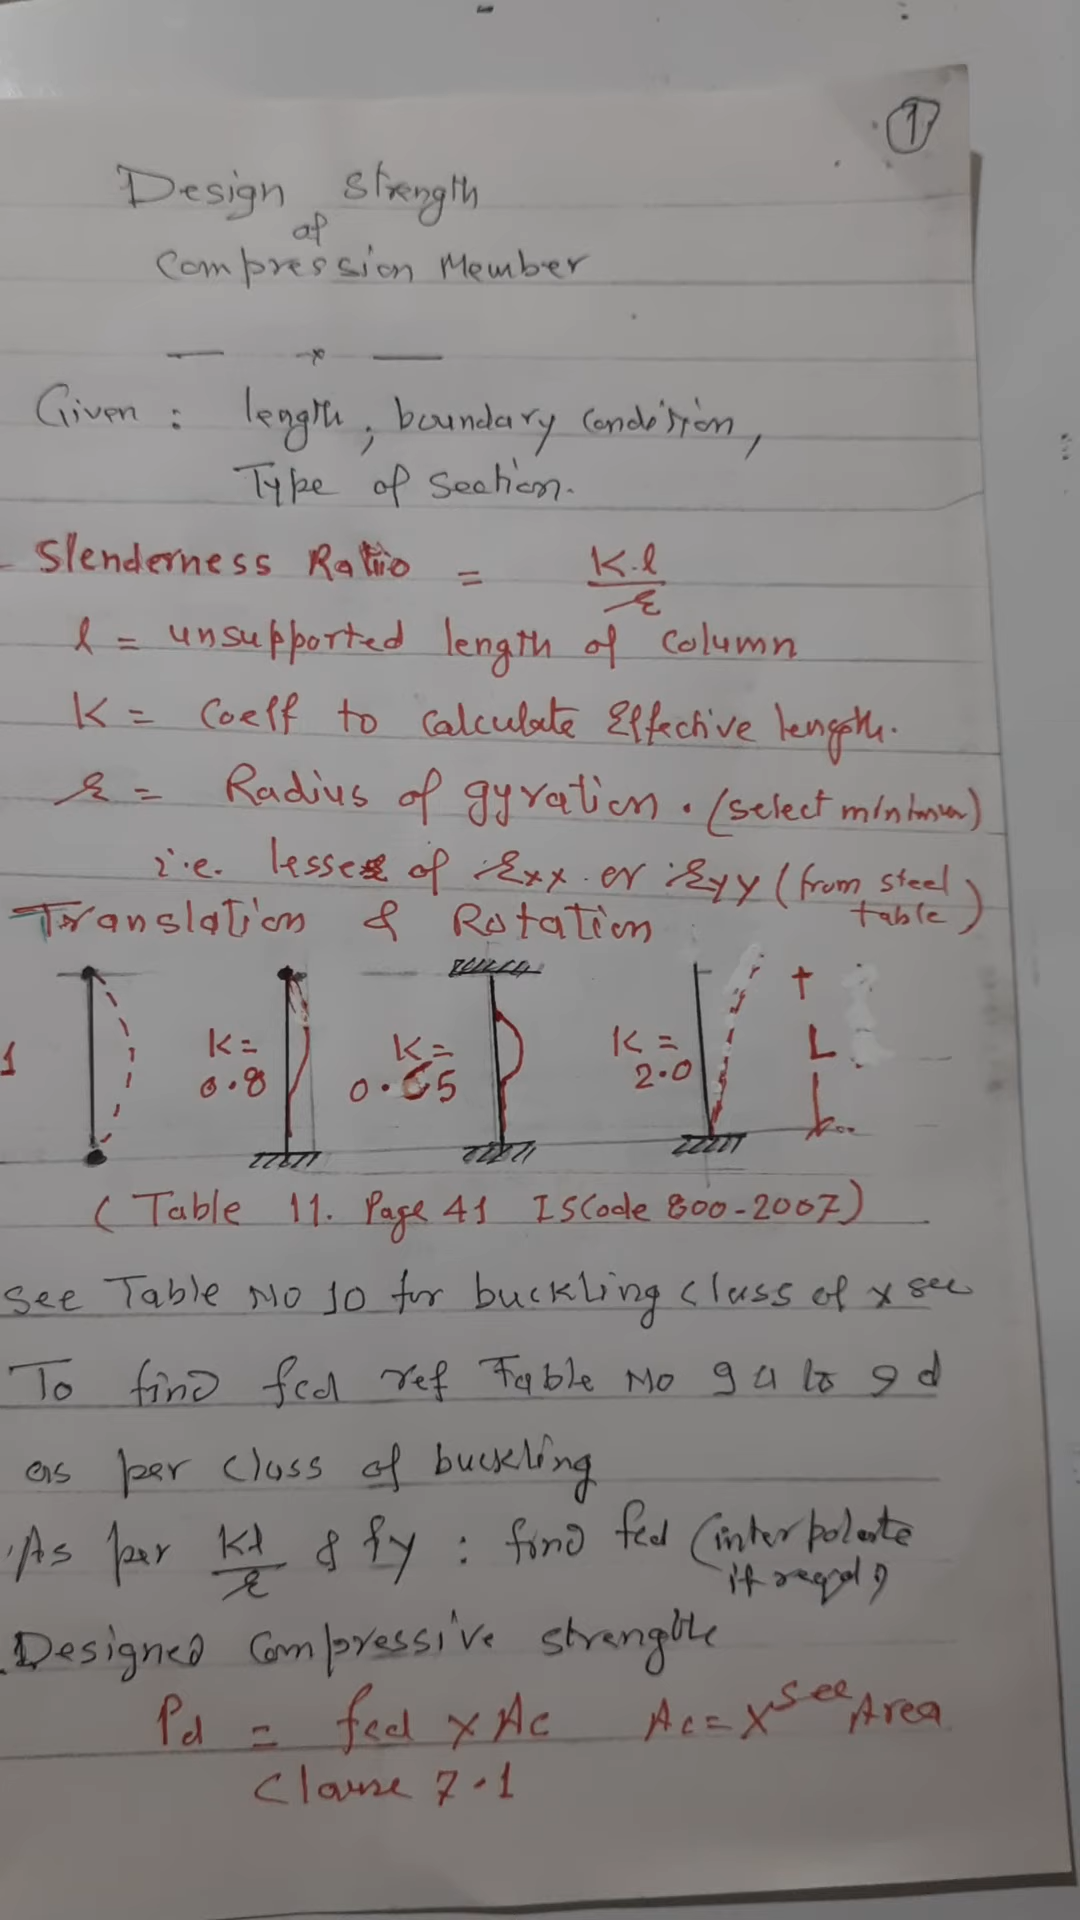 1
Design Strength
of
Compression Member
Given : length, boundary Condition,
Type of Section.
Slenderness Ratio = K.l / r
l = unsupported length of column
K = Coeff to calculate Effective length.
r = Radius of gyration. (select minimum)
i.e. lesser of rxx or ryy (from steel table)
Translation & Rotation
1 K= 0.8 K= 0.65 K= 2.0
(Table 11. Page 41 IS Code 800-2007)
See Table No 10 for buckling class of x sec
To find fcd ref Table No 9a to 9d
as per class of buckling
As per Kl/r & fy : find fcd (interpolate if reqd)
Designed Compressive strength
Pd = fcd x Ac Ac = x sec Area
Clause 7.1